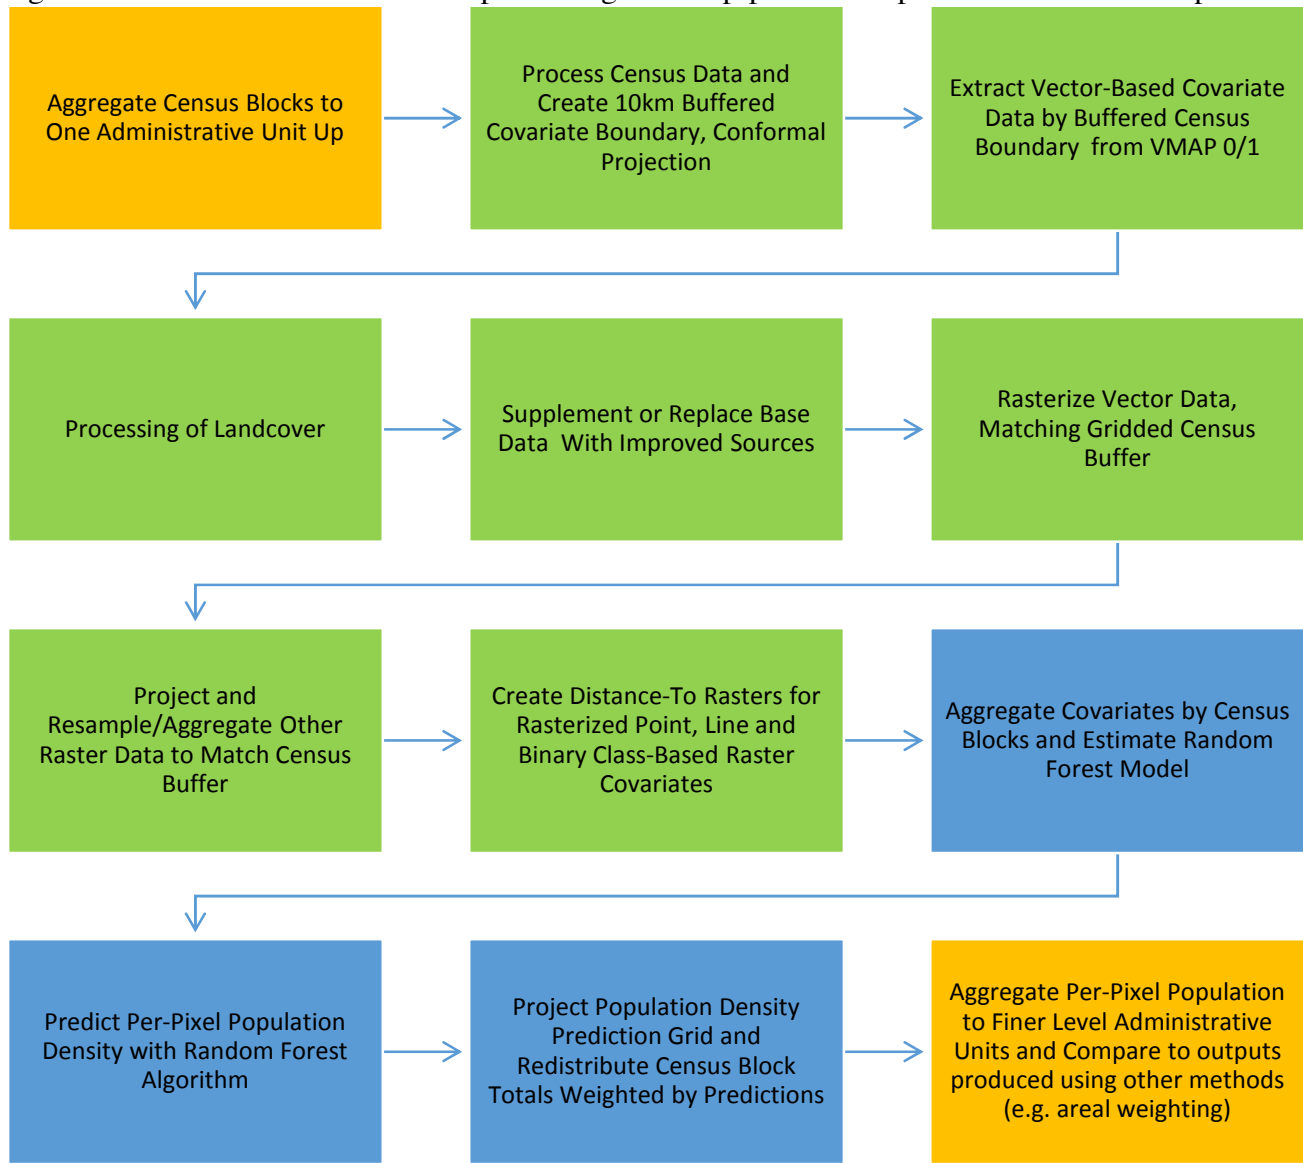 Aggregate Census Blocks to
One Administrative Unit Up
Process Census Data and
Create 10km Buffered
Covariate Boundary, Conformal
Projection
Extract Vector-Based Covariate
Data by Buffered Census
Boundary from VMAP 0/1
Processing of Landcover
Supplement or Replace Base
Data With Improved Sources
Rasterize Vector Data,
Matching Gridded Census
Buffer
Project and
Resample/Aggregate Other
Raster Data to Match Census
Buffer
Create Distance-To Rasters for
Rasterized Point, Line and
Binary Class-Based Raster
Covariates
Aggregate Covariates by Census
Blocks and Estimate Random
Forest Model
Predict Per-Pixel Population
Density with Random Forest
Algorithm
Project Population Density
Prediction Grid and
Redistribute Census Block
Totals Weighted by Predictions
Aggregate Per-Pixel Population
to Finer Level Administrative
Units and Compare to outputs
produced using other methods
(e.g. areal weighting)